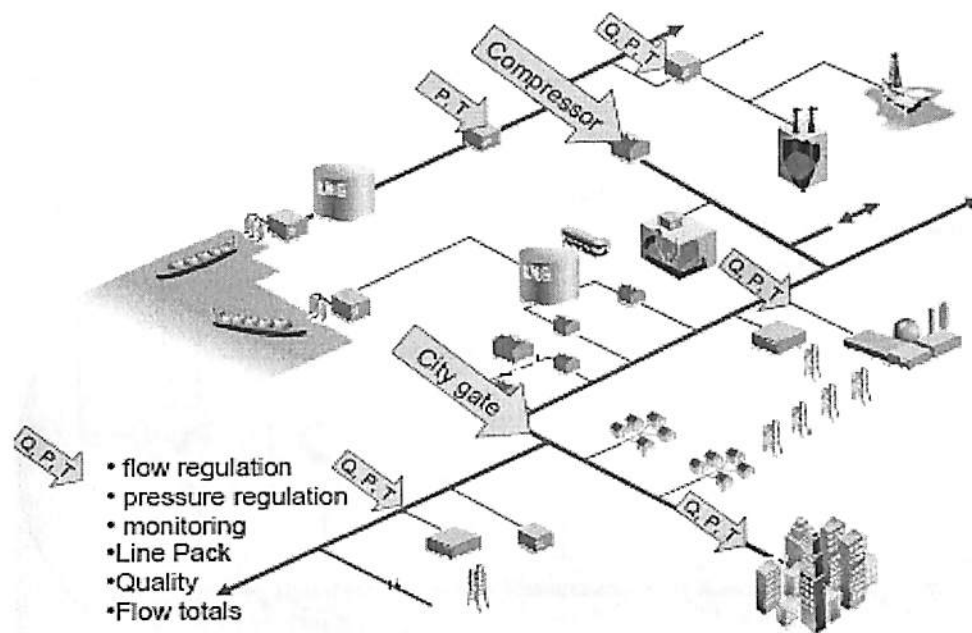 Q, P, T
Compressor
P, T
LNG
LNG
Q, P, T
City gate
Q, P, T
• flow regulation
• pressure regulation
• monitoring
•Line Pack
•Quality
•Flow totals
Q, P, T
Q, P, T